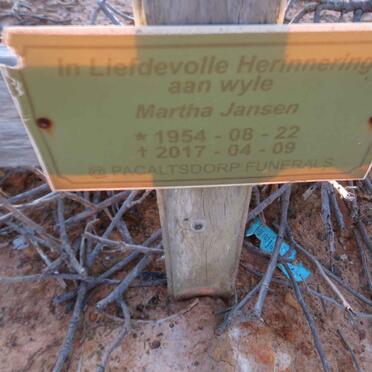 In Liefdevolle Herinnering
aan wyle
Martha Jansen
* 1954 - 08 - 22
† 2017 - 04 - 09
@ PACALTSDORP FUNERALS